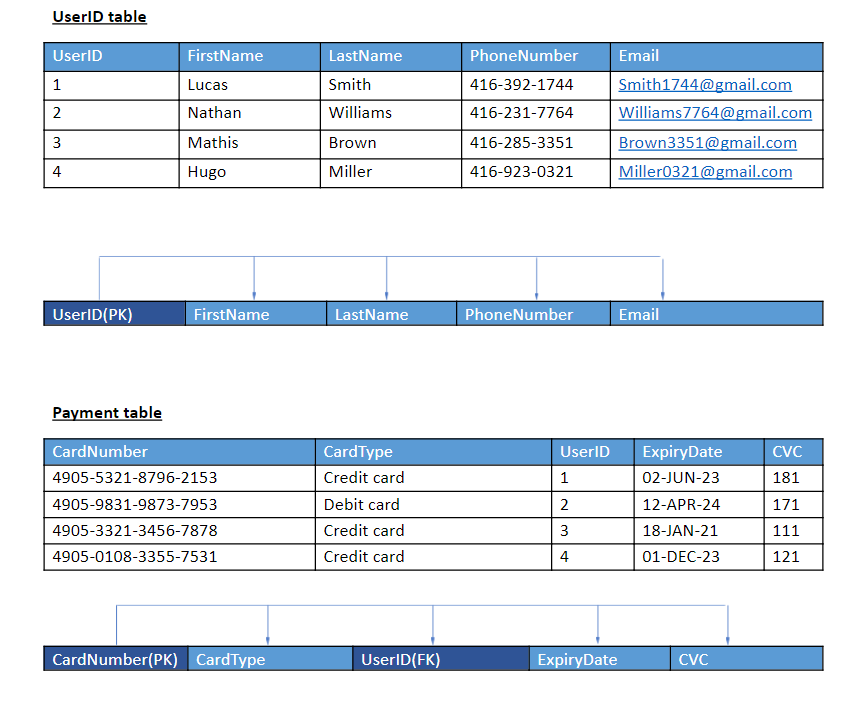 UserID table
UserID FirstName LastName PhoneNumber Email
1 Lucas Smith 416-392-1744 Smith1744@gmail.com
2 Nathan Williams 416-231-7764 Williams7764@gmail.com
3 Mathis Brown 416-285-3351 Brown3351@gmail.com
4 Hugo Miller 416-923-0321 Miller0321@gmail.com
UserID(PK) FirstName LastName PhoneNumber Email
Payment table
CardNumber CardType UserID ExpiryDate CVC
4905-5321-8796-2153 Credit card 1 02-JUN-23 181
4905-9831-9873-7953 Debit card 2 12-APR-24 171
4905-3321-3456-7878 Credit card 3 18-JAN-21 111
4905-0108-3355-7531 Credit card 4 01-DEC-23 121
CardNumber(PK) CardType UserID(FK) ExpiryDate CVC